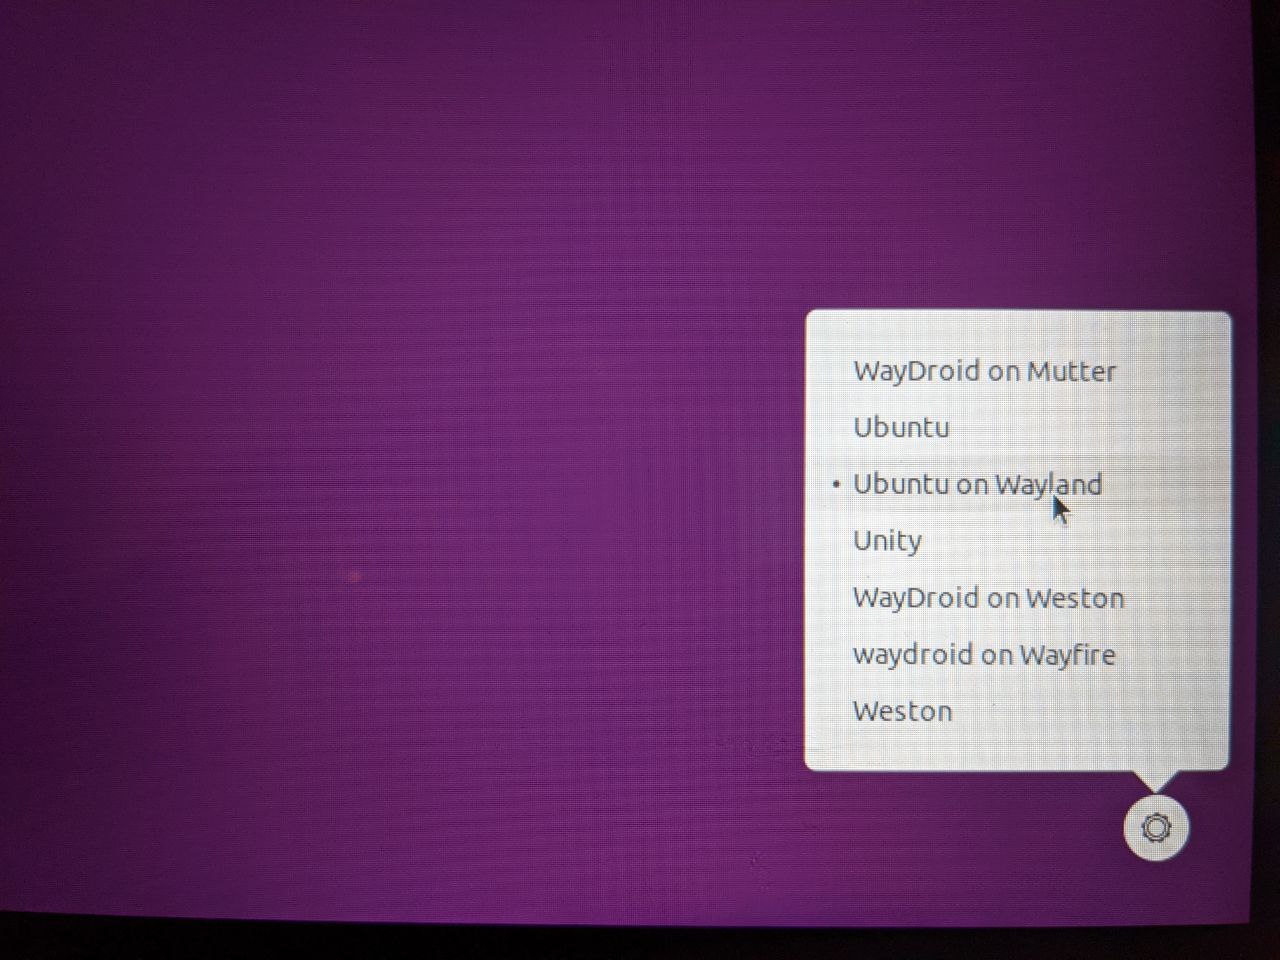 WayDroid on Mutter
Ubuntu
• Ubuntu on Wayland
Unity
WayDroid on Weston
waydroid on Wayfire
Weston